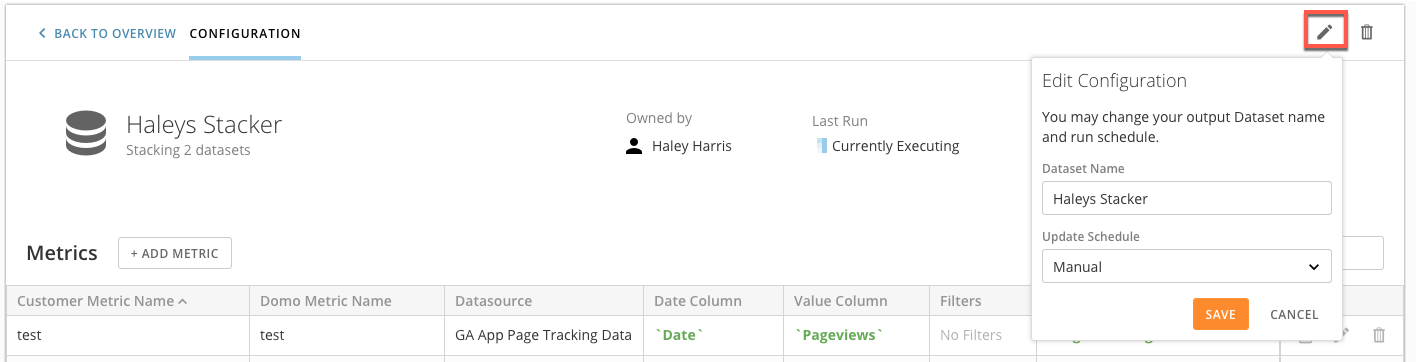 BACK TO OVERVIEW CONFIGURATION
Edit Configuration
You may change your output Dataset name
and run schedule.
Dataset Name
Haleys Stacker
Update Schedule
Manual
SAVE CANCEL
Haleys Stacker
Stacking 2 datasets
Owned by
Haley Harris
Last Run
Currently Executing
Metrics + ADD METRIC
Customer Metric Name Domo Metric Name Datasource Date Column Value Column Filters
test test GA App Page Tracking Data `Date` `Pageviews` No Filters